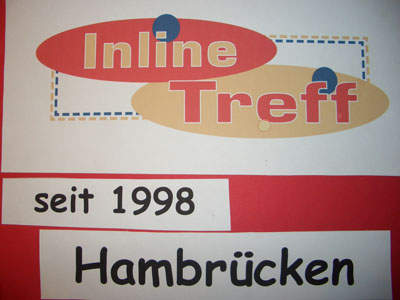 Inline
Treff
seit 1998
Hambrücken